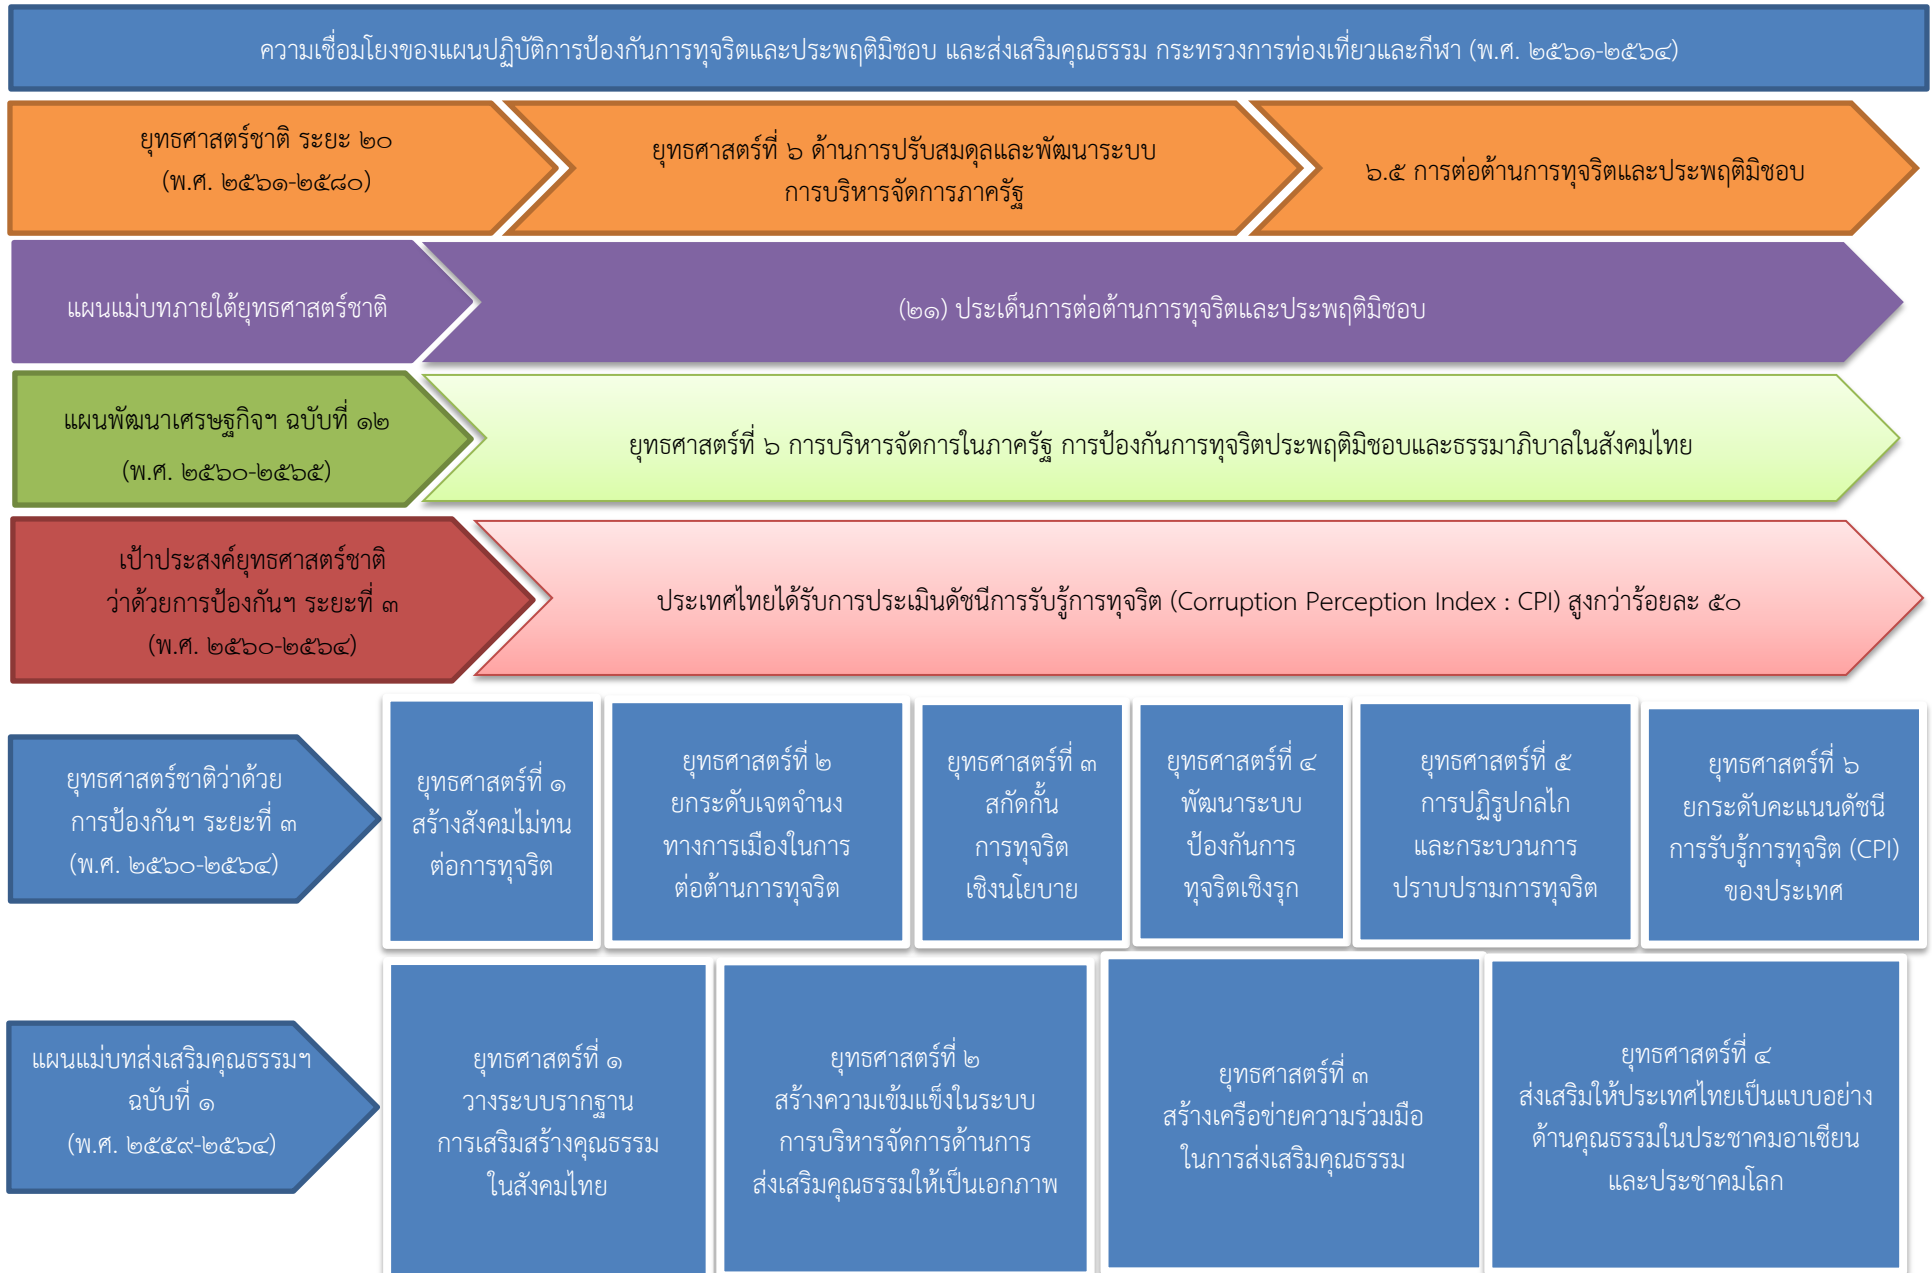 ความเชื่อมโยงของแผนปฏิบัติการป้องกันการทุจริตและประพฤติมิชอบ และส่งเสริมคุณธรรม กระทรวงการท่องเที่ยวและกีฬา (พ.ศ. ๒๕๖๑-๒๕๖๔)
ยุทธศาสตร์ชาติ ระยะ ๒๐
(พ.ศ. ๒๕๖๑-๒๕๘๐)
ยุทธศาสตร์ที่ ๖ ด้านการปรับสมดุลและพัฒนาระบบ
การบริหารจัดการภาครัฐ
๖.๕ การต่อต้านการทุจริตและประพฤติมิชอบ
แผนแม่บทภายใต้ยุทธศาสตร์ชาติ
(๒๑) ประเด็นการต่อต้านการทุจริตและประพฤติมิชอบ
แผนพัฒนาเศรษฐกิจฯ ฉบับที่ ๑๒
(พ.ศ. ๒๕๖๐-๒๕๖๕)
ยุทธศาสตร์ที่ ๖ การบริหารจัดการในภาครัฐ การป้องกันการทุจริตประพฤติมิชอบและธรรมาภิบาลในสังคมไทย
เป้าประสงค์ยุทธศาสตร์ชาติ
ว่าด้วยการป้องกันฯ ระยะที่ ๓
(พ.ศ. ๒๕๖๐-๒๕๖๔)
ประเทศไทยได้รับการประเมินดัชนีการรับรู้การทุจริต (Corruption Perception Index : CPI) สูงกว่าร้อยละ ๕๐
ยุทธศาสตร์ชาติว่าด้วย
การป้องกันฯ ระยะที่ ๓
(พ.ศ. ๒๕๖๐-๒๕๖๔)
ยุทธศาสตร์ที่ ๑
สร้างสังคมไม่ทน
ต่อการทุจริต
ยุทธศาสตร์ที่ ๒
ยกระดับเจตจำนง
ทางการเมืองในการ
ต่อต้านการทุจริต
ยุทธศาสตร์ที่ ๓
สกัดกั้น
การทุจริต
เชิงนโยบาย
ยุทธศาสตร์ที่ ๔
พัฒนาระบบ
ป้องกันการ
ทุจริตเชิงรุก
ยุทธศาสตร์ที่ ๕
การปฏิรูปกลไก
และกระบวนการ
ปราบปรามการทุจริต
ยุทธศาสตร์ที่ ๖
ยกระดับคะแนนดัชนี
การรับรู้การทุจริต (CPI)
ของประเทศ
แผนแม่บทส่งเสริมคุณธรรมฯ
ฉบับที่ ๑
(พ.ศ. ๒๕๕๙-๒๕๖๔)
ยุทธศาสตร์ที่ ๑
วางระบบรากฐาน
การเสริมสร้างคุณธรรม
ในสังคมไทย
ยุทธศาสตร์ที่ ๒
สร้างความเข้มแข็งในระบบ
การบริหารจัดการด้านการ
ส่งเสริมคุณธรรมให้เป็นเอกภาพ
ยุทธศาสตร์ที่ ๓
สร้างเครือข่ายความร่วมมือ
ในการส่งเสริมคุณธรรม
ยุทธศาสตร์ที่ ๔
ส่งเสริมให้ประเทศไทยเป็นแบบอย่าง
ด้านคุณธรรมในประชาคมอาเซียน
และประชาคมโลก